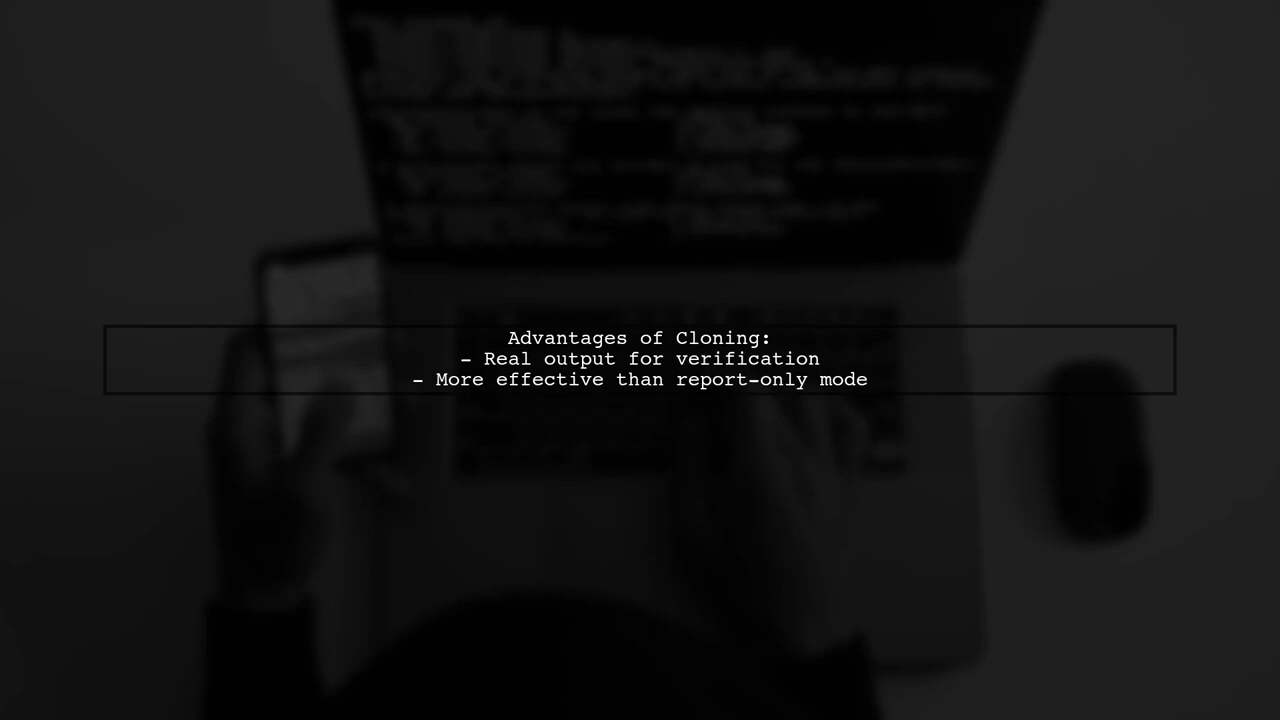 Advantages of Cloning:
- Real output for verification
- More effective than report-only mode